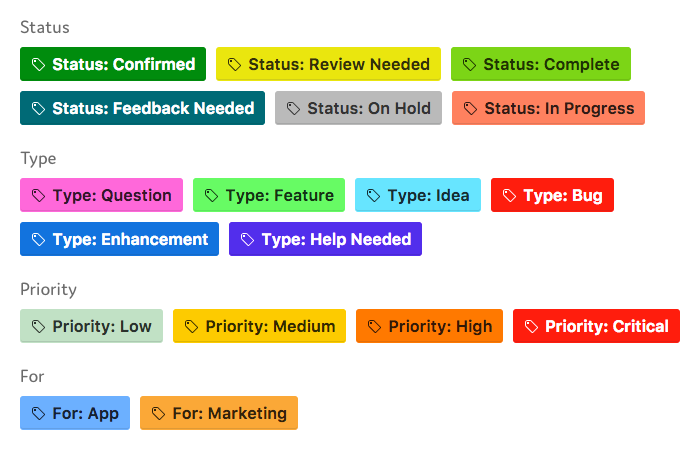 Status
Status: Confirmed Status: Review Needed Status: Complete
Status: Feedback Needed Status: On Hold Status: In Progress
Type
Type: Question Type: Feature Type: Idea Type: Bug
Type: Enhancement Type: Help Needed
Priority
Priority: Low Priority: Medium Priority: High Priority: Critical
For
For: App For: Marketing